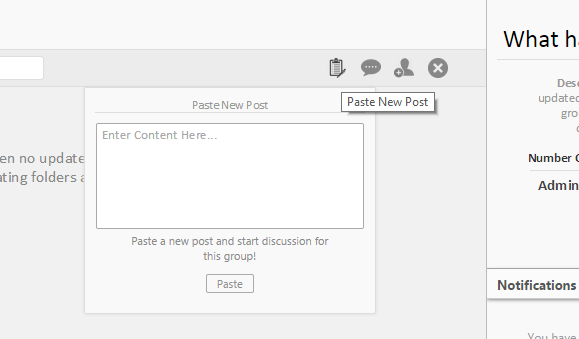 What ha
Paste New Post
Paste New Post
Enter Content Here...
en no update
ating folders a
Paste a new post and start discussion for
this group!
Paste
Desc
updated
gro
Number C
Admin
Notifications
You have